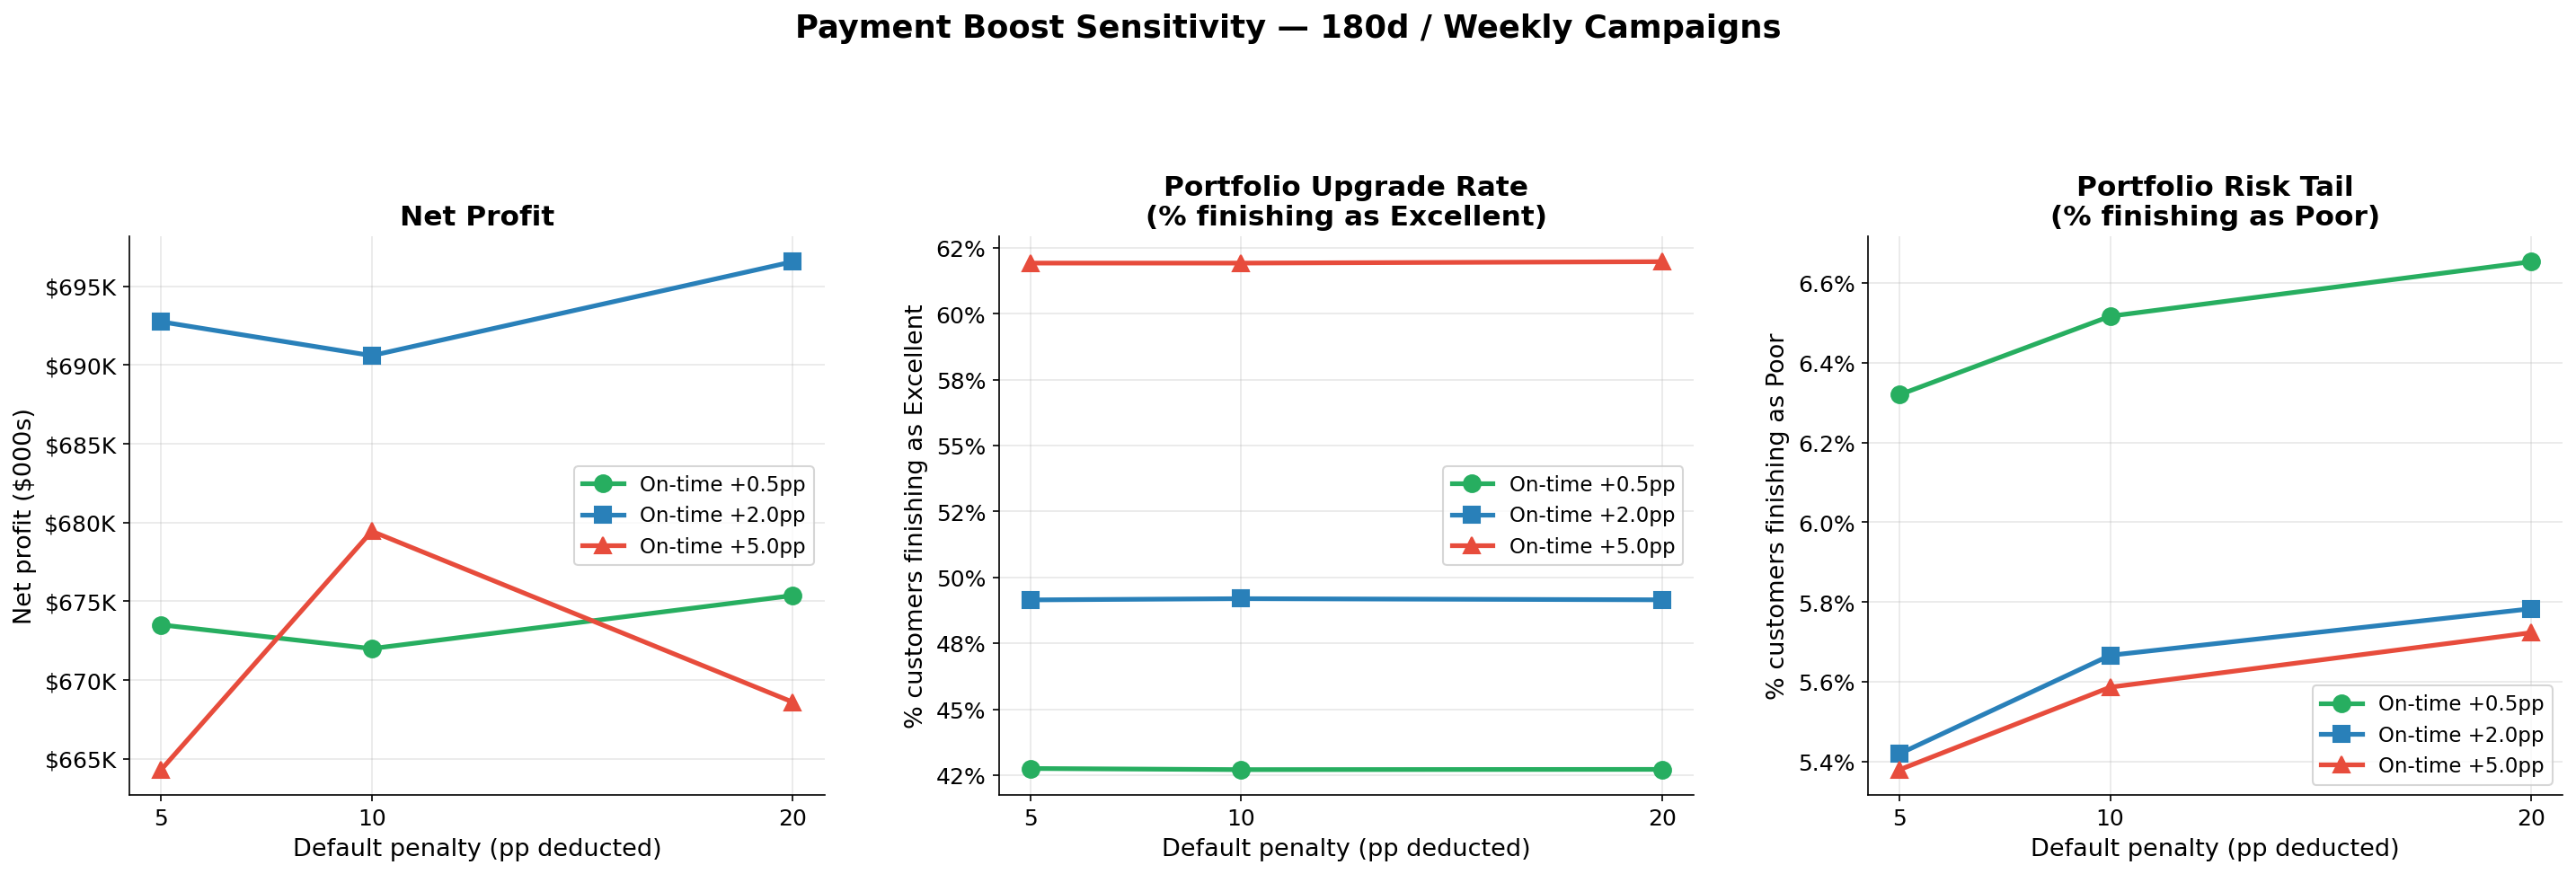 Payment Boost Sensitivity — 180d / Weekly Campaigns
Net Profit
Net profit ($000s)
$695K
$690K
$685K
$680K
$675K
$670K
$665K
On-time +0.5pp
On-time +2.0pp
On-time +5.0pp
5
10
20
Default penalty (pp deducted)
Portfolio Upgrade Rate
(% finishing as Excellent)
% customers finishing as Excellent
62%
60%
58%
55%
52%
50%
48%
45%
42%
On-time +0.5pp
On-time +2.0pp
On-time +5.0pp
5
10
20
Default penalty (pp deducted)
Portfolio Risk Tail
(% finishing as Poor)
% customers finishing as Poor
6.6%
6.4%
6.2%
6.0%
5.8%
5.6%
5.4%
On-time +0.5pp
On-time +2.0pp
On-time +5.0pp
5
10
20
Default penalty (pp deducted)